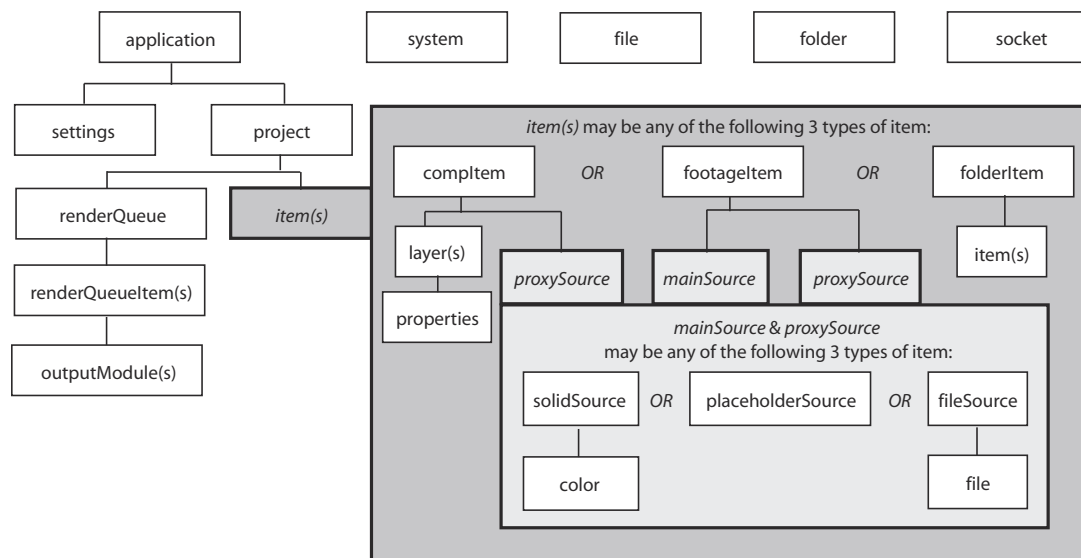 application
system
file
folder
socket
settings
project
item(s) may be any of the following 3 types of item:
compItem
OR
footageItem
OR
folderItem
renderQueue
item(s)
layer(s)
proxySource
mainSource
proxySource
item(s)
renderQueueItem(s)
properties
mainSource & proxySource
may be any of the following 3 types of item:
outputModule(s)
solidSource
OR
placeholderSource
OR
fileSource
color
file